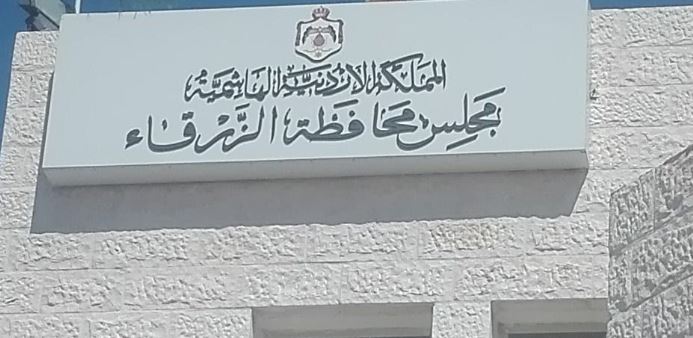 المملكة الأردنية الهاشمية
مجلس محافظة الزرقاء